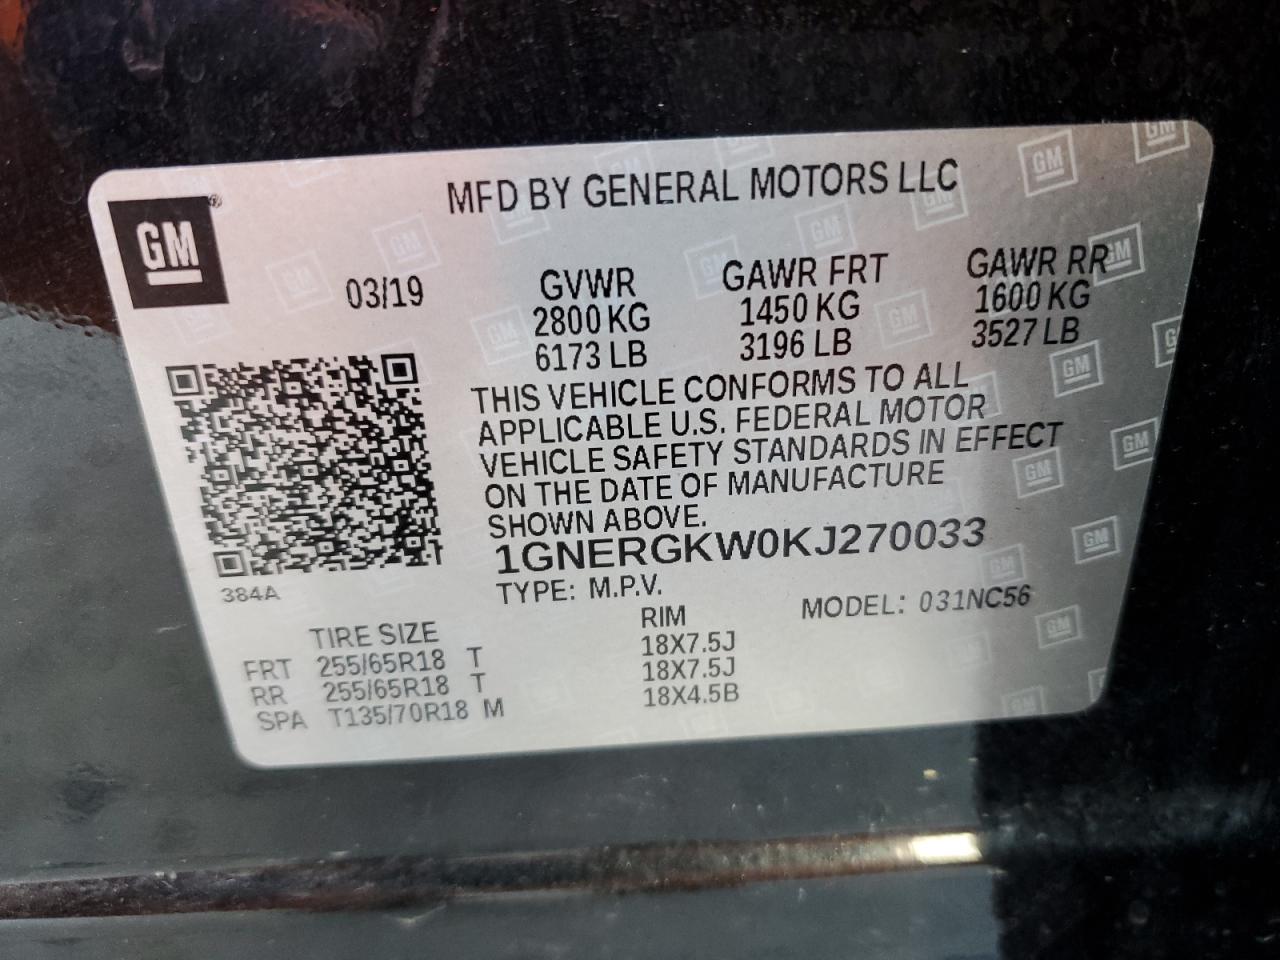 GM®
MFD BY GENERAL MOTORS LLC
03/19
GVWR GAWR FRT GAWR RR
2800 KG 1450 KG 1600 KG
6173 LB 3196 LB 3527 LB
THIS VEHICLE CONFORMS TO ALL
APPLICABLE U.S. FEDERAL MOTOR
VEHICLE SAFETY STANDARDS IN EFFECT
ON THE DATE OF MANUFACTURE
SHOWN ABOVE.
1GNERGKW0KJ270033
384A
TYPE: M.P.V. MODEL: 031NC56
TIRE SIZE RIM
FRT 255/65R18 T 18X7.5J
RR 255/65R18 T 18X7.5J
SPA T135/70R18 M 18X4.5B